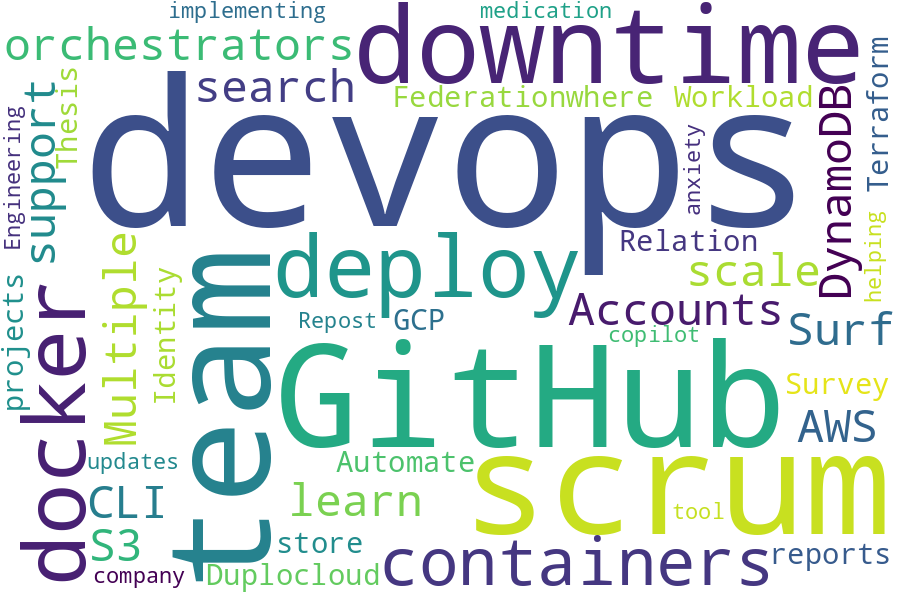 implementing
medication
orchestrators
downtime
search
Federationwhere
Workload
devops
Thesis
support
Engineering
anxiety
DynamoDB
Terraform
helping
Relation
scale
deploy
team
Multiple
Identity
projects
docker
Accounts
Repost
GCP
copilot
Surf
GitHub
Survey
AWS
updates
Automate
scrum
CLI
learn
tool
S3
store
containers
reports
company
Duplocloud